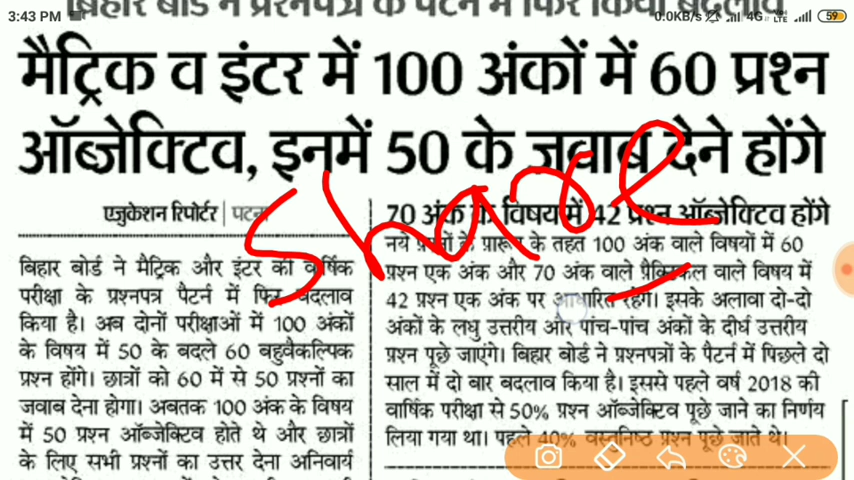 3:43 PM
0.0KB/s 4G LTE 59
बिहार बोर्ड ने प्रश्नपत्र के पैटर्न में फिर किया बदलाव
मैट्रिक व इंटर में 100 अंकों में 60 प्रश्न
ऑब्जेक्टिव, इनमें 50 के जवाब देने होंगे
Share
एजुकेशन रिपोर्टर | पटना
बिहार बोर्ड ने मैट्रिक और इंटर की वार्षिक
परीक्षा के प्रश्नपत्र पैटर्न में फिर बदलाव
किया है। अब दोनों परीक्षाओं में 100 अंकों
के विषय में 50 के बदले 60 बहुवैकल्पिक
प्रश्न होंगे। छात्रों को 60 में से 50 प्रश्नों का
जवाब देना होगा। अबतक 100 अंक के विषय
में 50 प्रश्न ऑब्जेक्टिव होते थे और छात्रों
के लिए सभी प्रश्नों का उत्तर देना अनिवार्य
70 अंक के विषय में 42 प्रश्न ऑब्जेक्टिव होंगे
नये प्रश्नों के प्रारूप के तहत 100 अंक वाले विषयों में 60
प्रश्न एक अंक और 70 अंक वाले प्रैक्टिकल वाले विषय में
42 प्रश्न एक अंक पर आधारित रहेंगे। इसके अलावा दो-दो
अंकों के लघु उत्तरीय और पांच-पांच अंकों के दीर्घ उत्तरीय
प्रश्न पूछे जाएंगे। बिहार बोर्ड ने प्रश्नपत्रों के पैटर्न में पिछले दो
साल में दो बार बदलाव किया है। इससे पहले वर्ष 2018 की
वार्षिक परीक्षा से 50% प्रश्न ऑब्जेक्टिव पूछे जाने का निर्णय
लिया गया था। पहले 40% वस्तुनिष्ठ प्रश्न पूछे जाते थे।